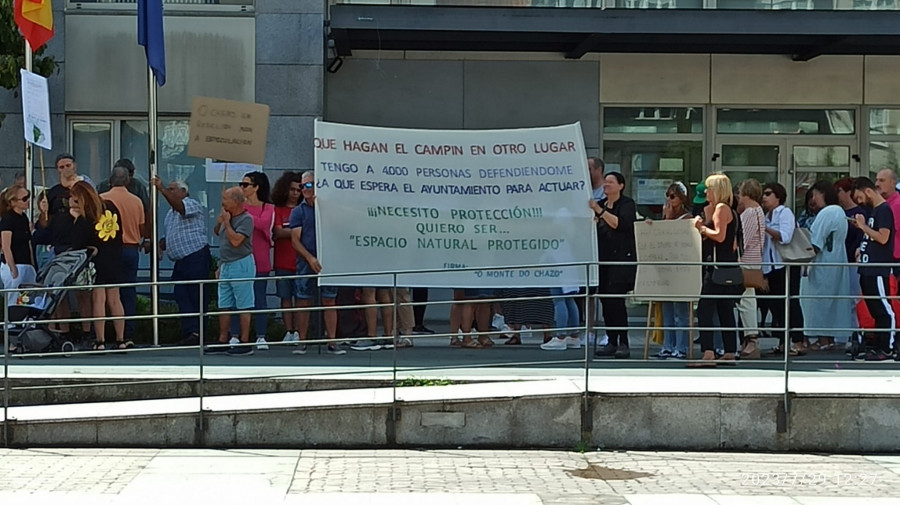 QUE HAGAN EL CAMPIN EN OTRO LUGAR
TENGO A 4000 PERSONAS DEFENDIENDOME
¿A QUE ESPERA EL AYUNTAMIENTO PARA ACTUAR?
¡¡¡NECESITO PROTECCIÓN!!!
QUIERO SER...
"ESPACIO NATURAL PROTEGIDO"
FIRMA:
"O MONTE DO CHAZO"
O CHAZO